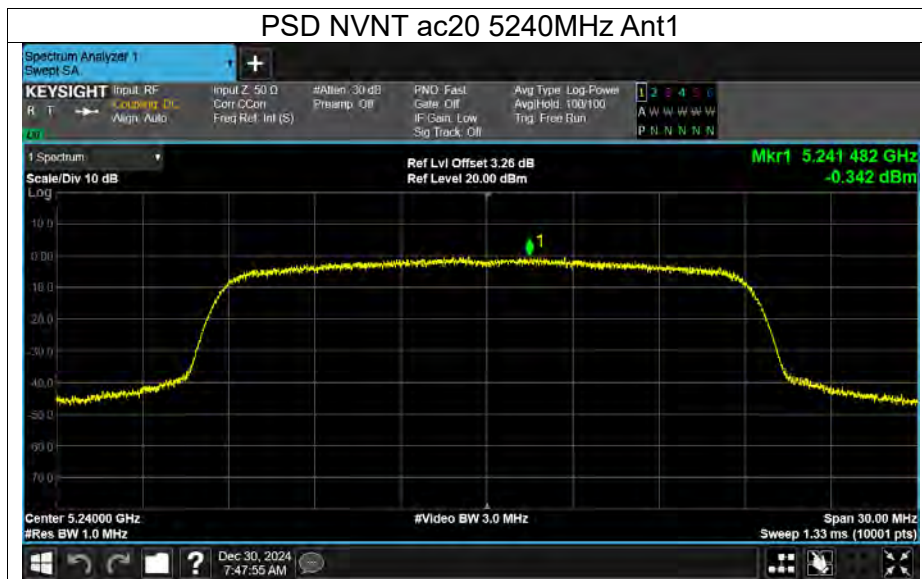 PSD NVNT ac20 5240MHz Ant1
Spectrum Analyzer 1
Swept SA
KEYSIGHT Input: RF Input Z: 50 Ω #Atten: 30 dB PNO: Fast Avg Type: Log-Power 1 2 3 4 5 6
R T Coupling: DC Corr CCorr Preamp: Off Gate: Off Avg|Hold: 100/100 A W W W W W
Align: Auto Freq Ref: Int (S) IF Gain: Low Trig: Free Run P N N N N N
Sig Track: Off
1 Spectrum
Ref Lvl Offset 3.26 dB Mkr1 5.241 482 GHz
Scale/Div 10 dB Ref Level 20.00 dBm -0.342 dBm
Log
10.0
1
0.00
-10.0
-20.0
-30.0
-40.0
-50.0
-60.0
-70.0
Center 5.24000 GHz #Video BW 3.0 MHz Span 30.00 MHz
#Res BW 1.0 MHz Sweep 1.33 ms (10001 pts)
? Dec 30, 2024
7:47:55 AM